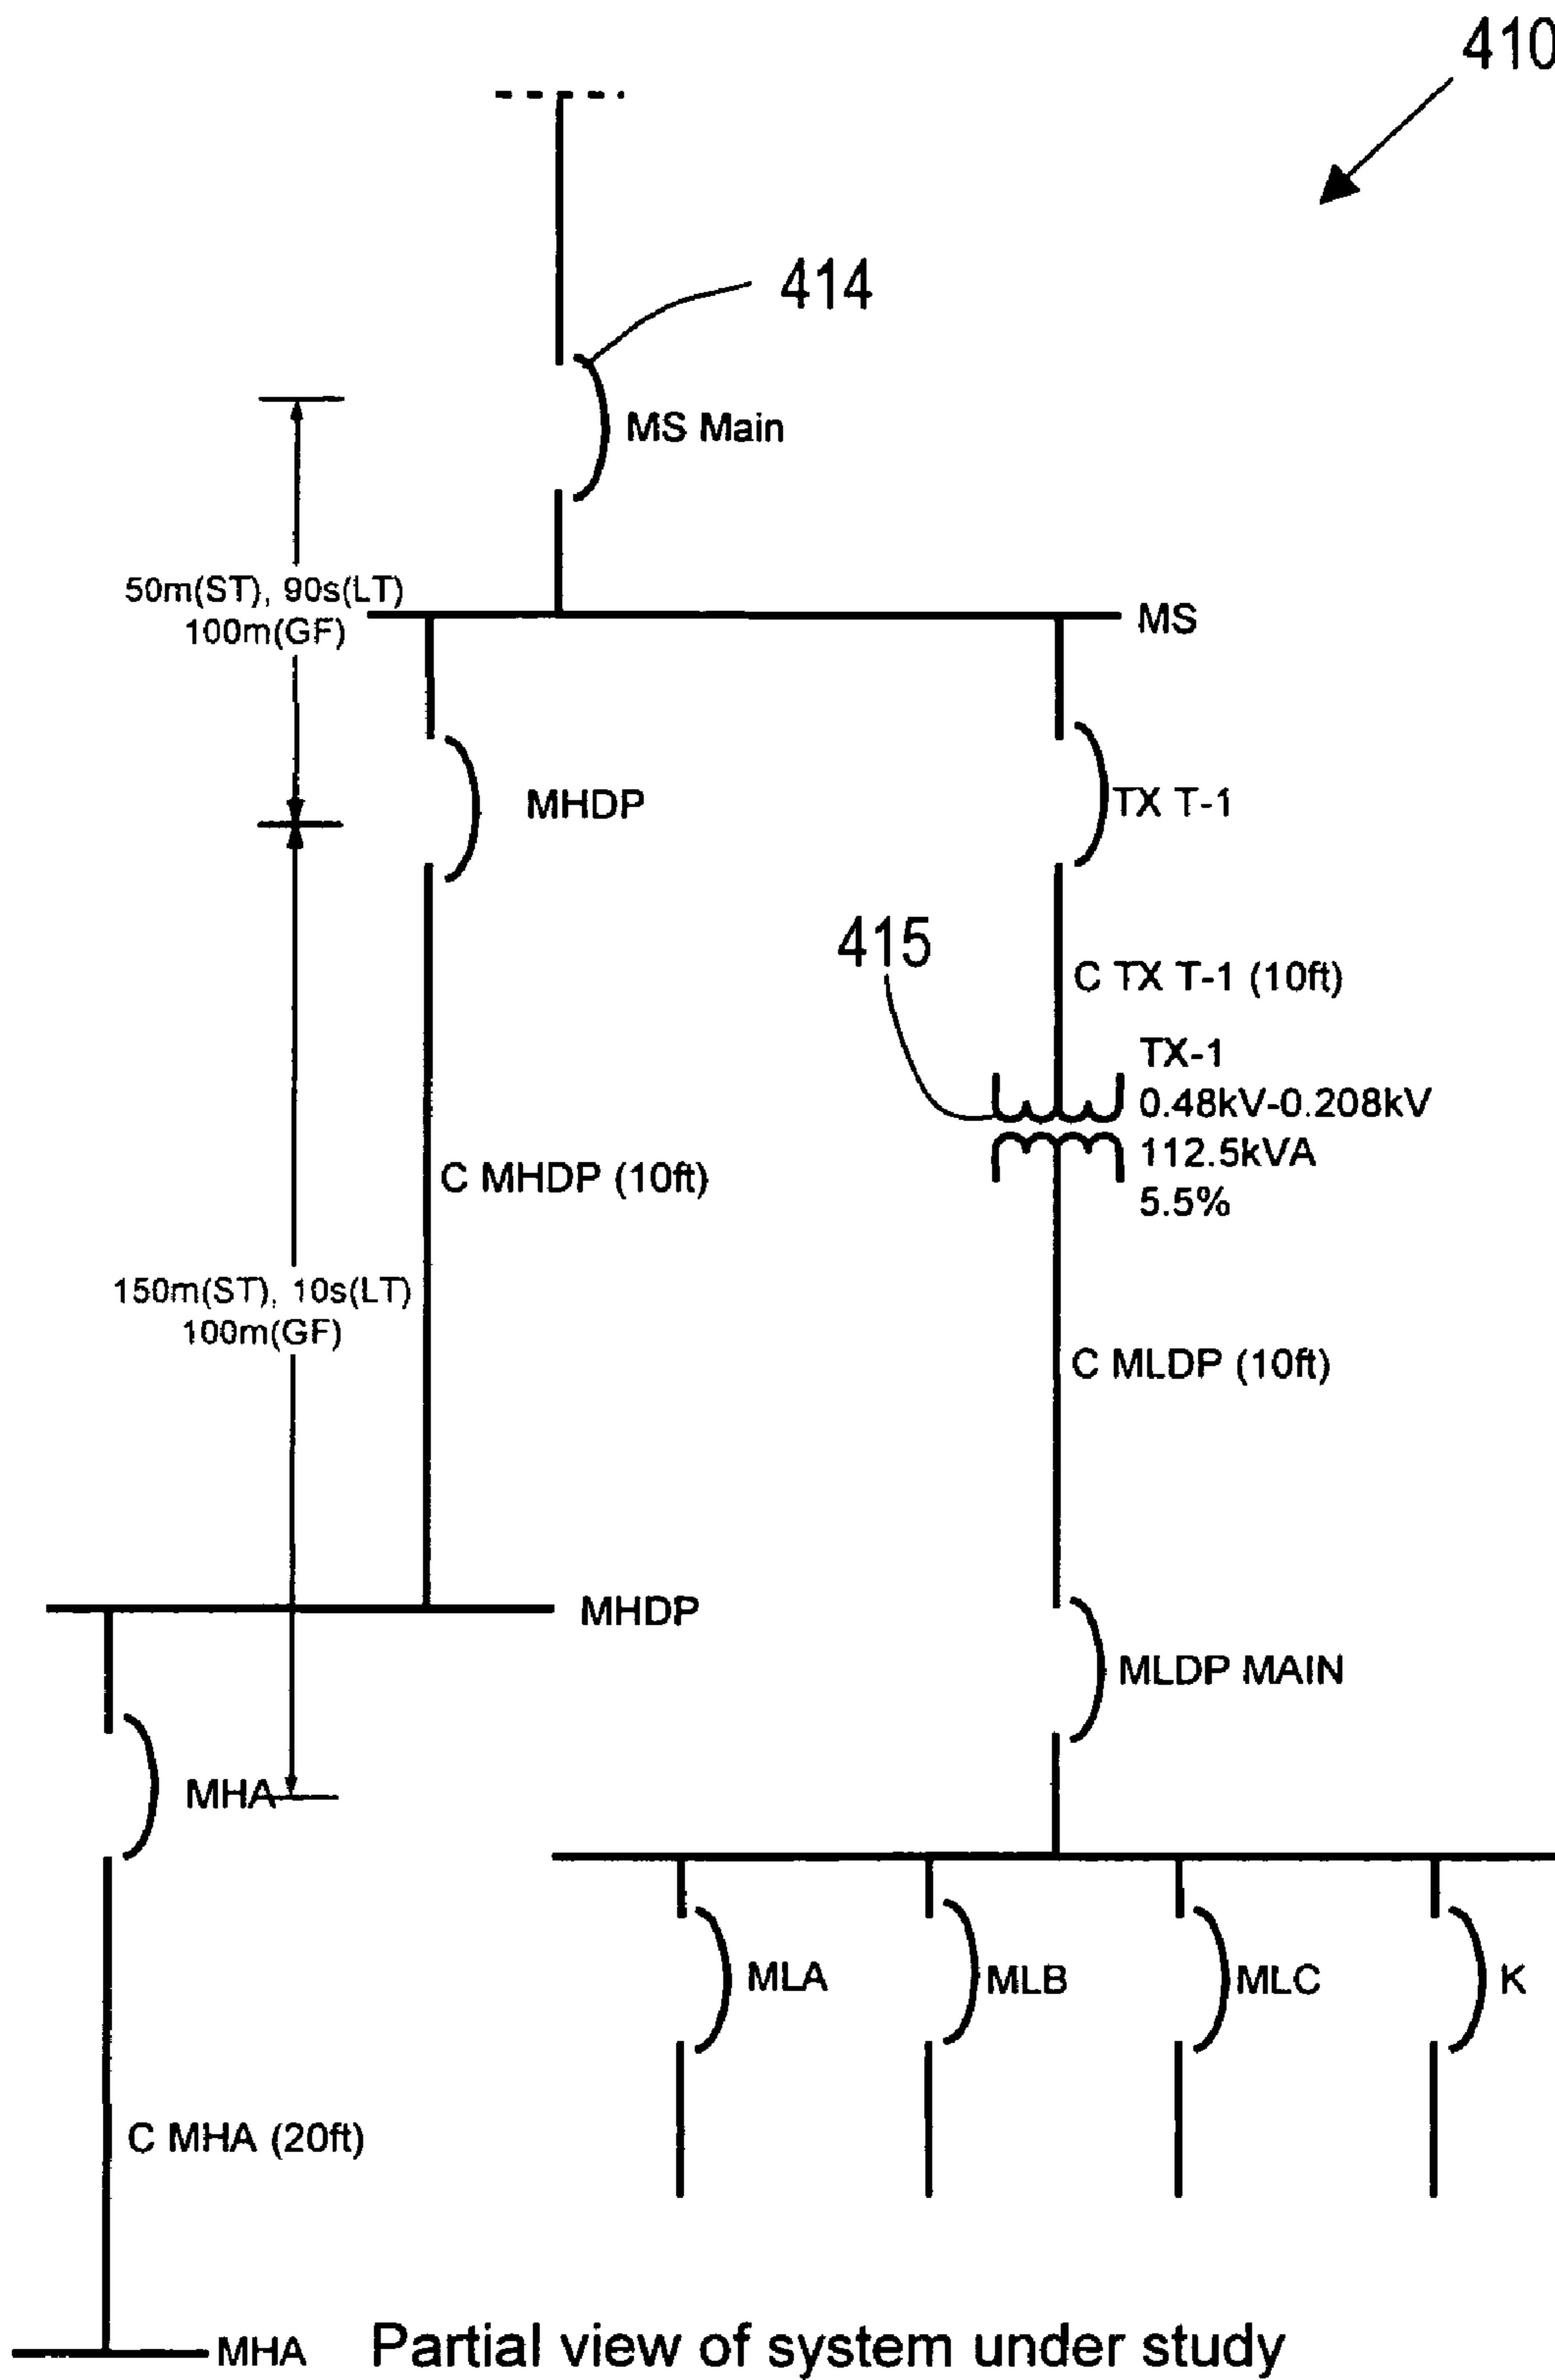 410
414
MS Main
50m(ST), 90s(LT)
100m(GF)
MS
MHDP
TX T-1
415
C TX T-1 (10ft)
TX-1
0.48kV-0.208kV
112.5kVA
5.5%
C MHDP (10ft)
150m(ST), 10s(LT)
100m(GF)
C MLDP (10ft)
MHDP
MLDP MAIN
MHA
MLA
MLB
MLC
K
C MHA (20ft)
MHA
Partial view of system under study